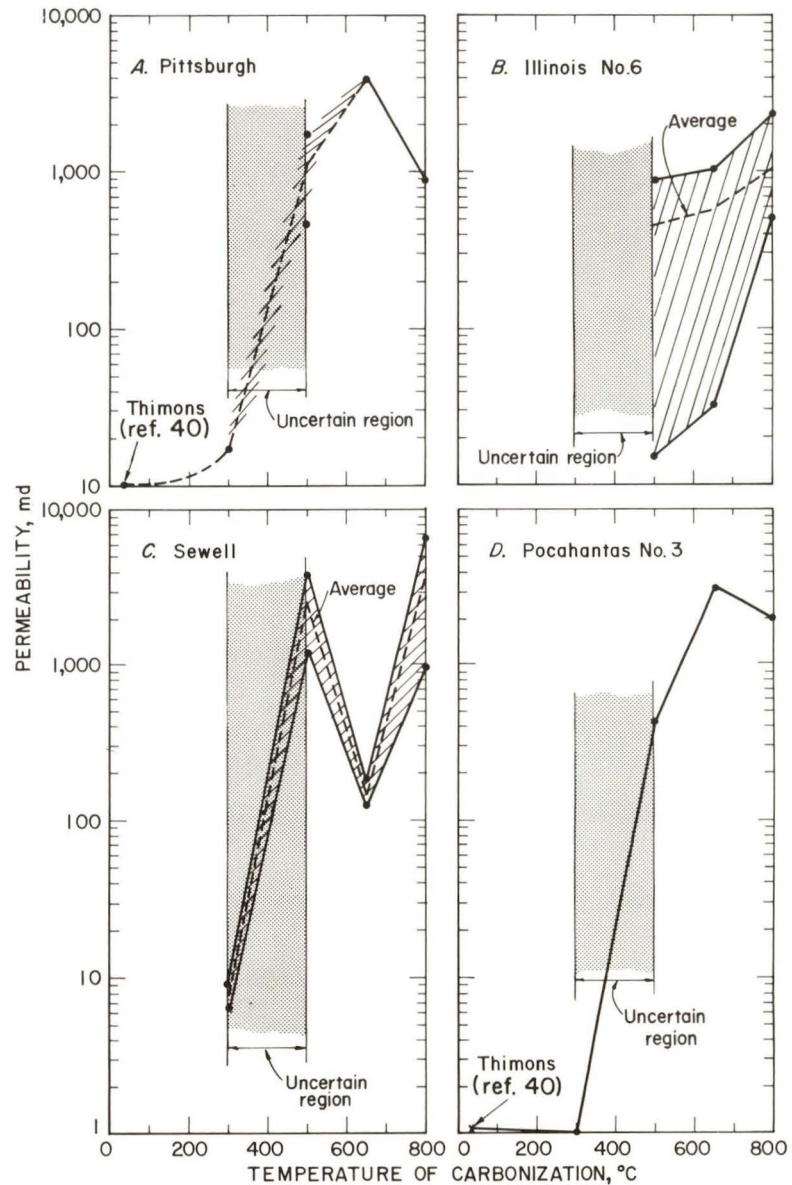 PERMEABILITY, md
10,000
1,000
100
10
A. Pittsburgh
Thimons
(ref. 40)
Uncertain region
B. Illinois No.6
Average
Uncertain region
10,000
1,000
100
10
1
C. Sewell
Average
Uncertain
region
D. Pocahantas No. 3
Uncertain
region
Thimons
(ref. 40)
0 200 400 600 800 0 200 400 600 800
TEMPERATURE OF CARBONIZATION, °C